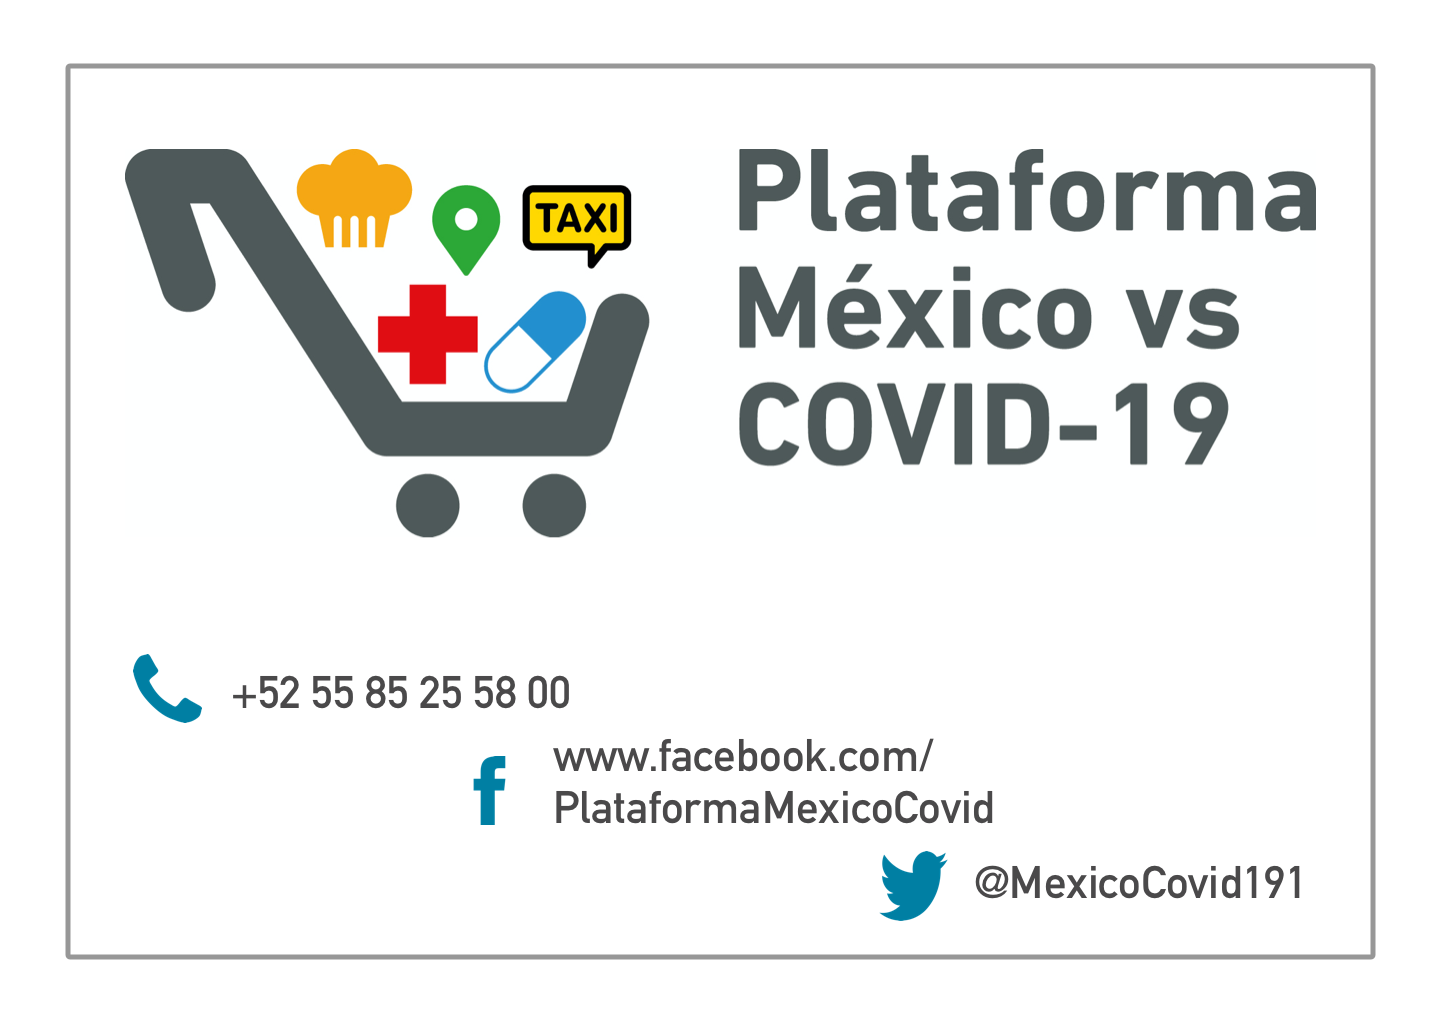 TAXI
Plataforma
México vs
COVID-19
+52 55 85 25 58 00
www.facebook.com/
PlataformaMexicoCovid
@MexicoCovid191